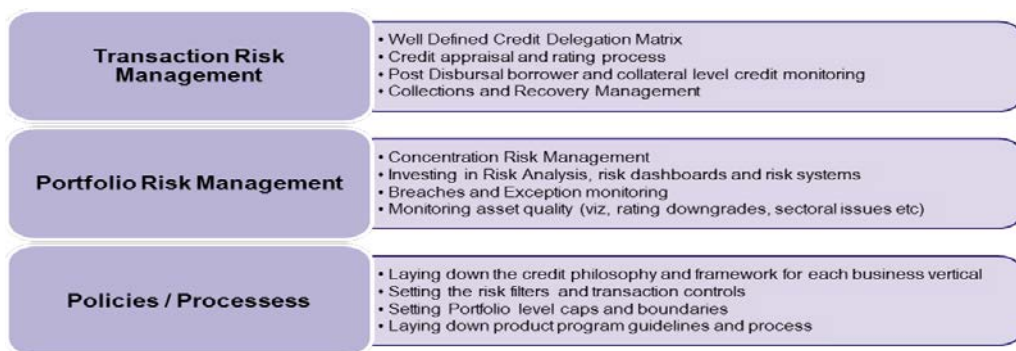 Transaction Risk
Management
• Well Defined Credit Delegation Matrix
• Credit appraisal and rating process
• Post Disbursal borrower and collateral level credit monitoring
• Collections and Recovery Management
Portfolio Risk Management
• Concentration Risk Management
• Investing in Risk Analysis, risk dashboards and risk systems
• Breaches and Exception monitoring
• Monitoring asset quality (viz, rating downgrades, sectoral issues etc)
Policies / Processess
• Laying down the credit philosophy and framework for each business vertical
• Setting the risk filters and transaction controls
• Setting Portfolio level caps and boundaries
• Laying down product program guidelines and process